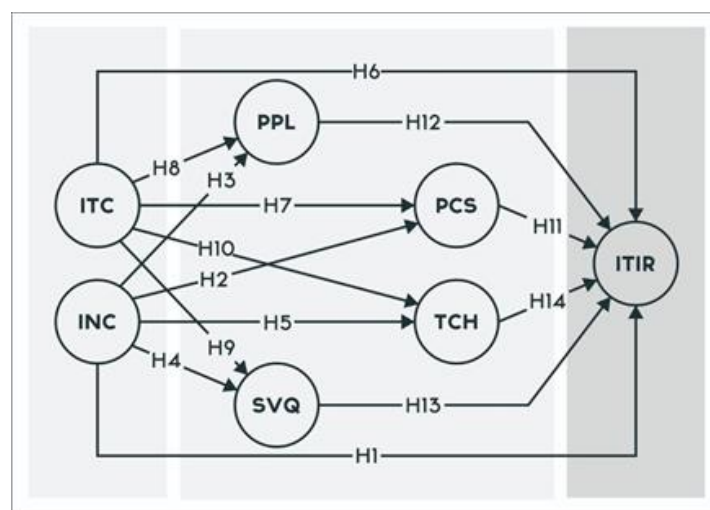 H6
PPL
H12
H8
H3
ITC
H7
PCS
H11
H10
ITIR
H2
INC
H5
TCH
H14
H4
H9
SVQ
H13
H1